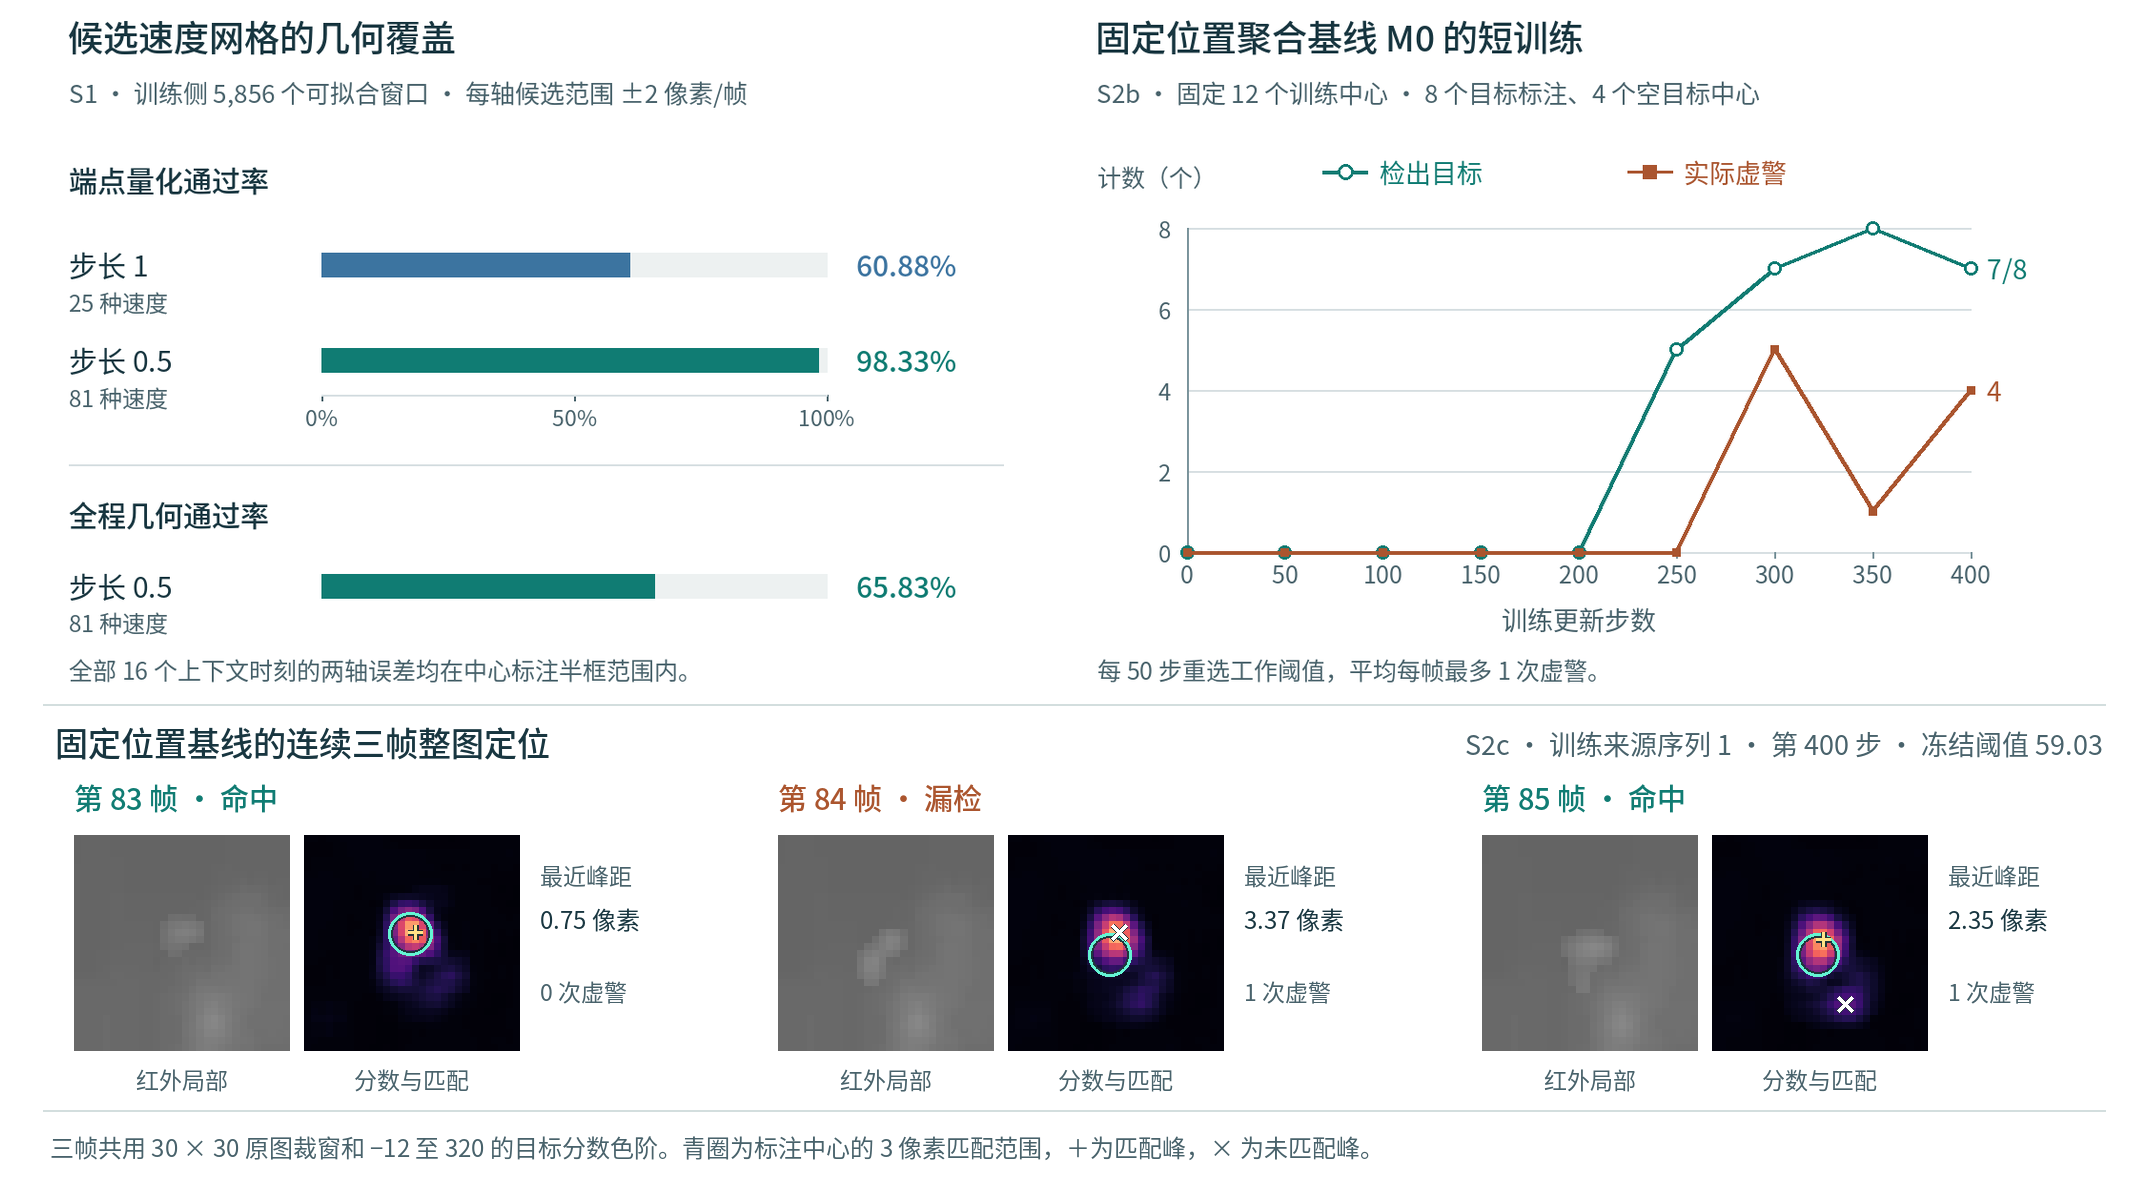 候选速度网格的几何覆盖
S1 · 训练侧 5,856 个可拟合窗口 · 每轴候选范围 ±2 像素/帧
端点量化通过率
步长 1
25 种速度
60.88%
步长 0.5
81 种速度
98.33%
0%
50%
100%
全程几何通过率
步长 0.5
81 种速度
65.83%
全部 16 个上下文时刻的两轴误差均在中心标注半框范围内。
固定位置聚合基线 M0 的短训练
S2b · 固定 12 个训练中心 · 8 个目标标注、4 个空目标中心
计数（个）
检出目标
实际虚警
8
6
4
2
0
7/8
4
0
50
100
150
200
250
300
350
400
训练更新步数
每 50 步重选工作阈值，平均每帧最多 1 次虚警。
固定位置基线的连续三帧整图定位
S2c · 训练来源序列 1 · 第 400 步 · 冻结阈值 59.03
第 83 帧 · 命中
最近峰距
0.75 像素
0 次虚警
红外局部
分数与匹配
第 84 帧 · 漏检
最近峰距
3.37 像素
1 次虚警
红外局部
分数与匹配
第 85 帧 · 命中
最近峰距
2.35 像素
1 次虚警
红外局部
分数与匹配
三帧共用 30 × 30 原图裁窗和 −12 至 320 的目标分数色阶。青圈为标注中心的 3 像素匹配范围，＋为匹配峰，× 为未匹配峰。